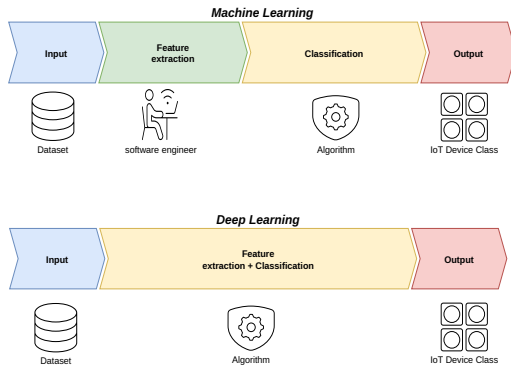 Machine Learning
Input
Feature
extraction
Classification
Output
Dataset
software engineer
Algorithm
IoT Device Class
Deep Learning
Input
Feature
extraction + Classification
Output
Dataset
Algorithm
IoT Device Class